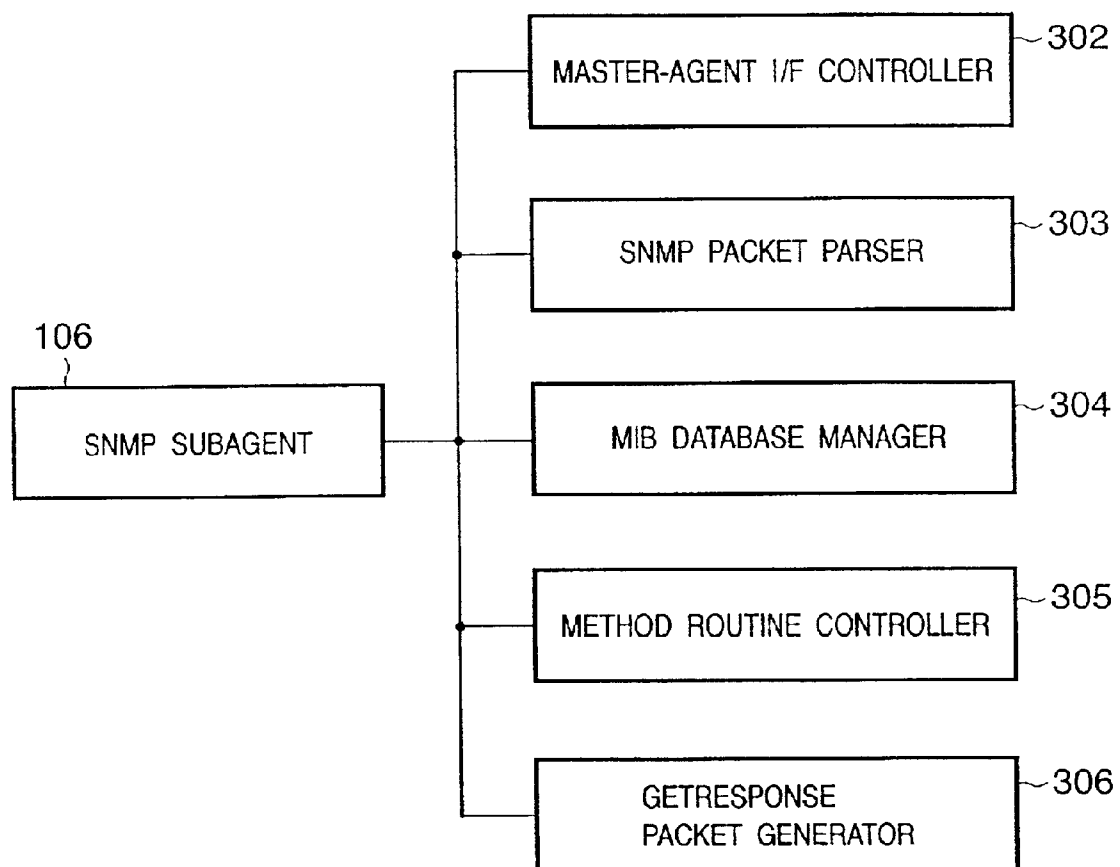 302
MASTER-AGENT I/F CONTROLLER
303
SNMP PACKET PARSER
106
SNMP SUBAGENT
304
MIB DATABASE MANAGER
305
METHOD ROUTINE CONTROLLER
306
GETRESPONSE
PACKET GENERATOR